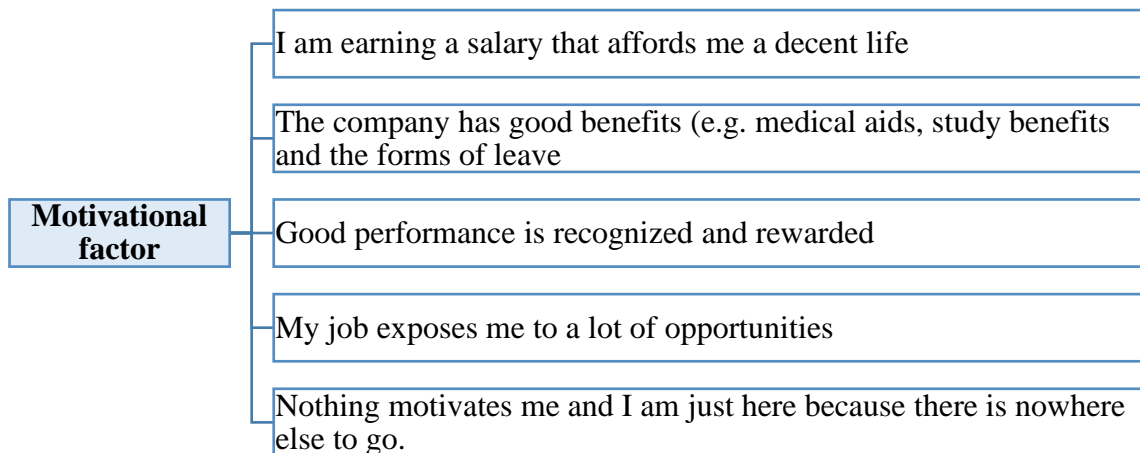 I am earning a salary that affords me a decent life
The company has good benefits (e.g. medical aids, study benefits
and the forms of leave
Motivational
factor
Good performance is recognized and rewarded
My job exposes me to a lot of opportunities
Nothing motivates me and I am just here because there is nowhere
else to go.